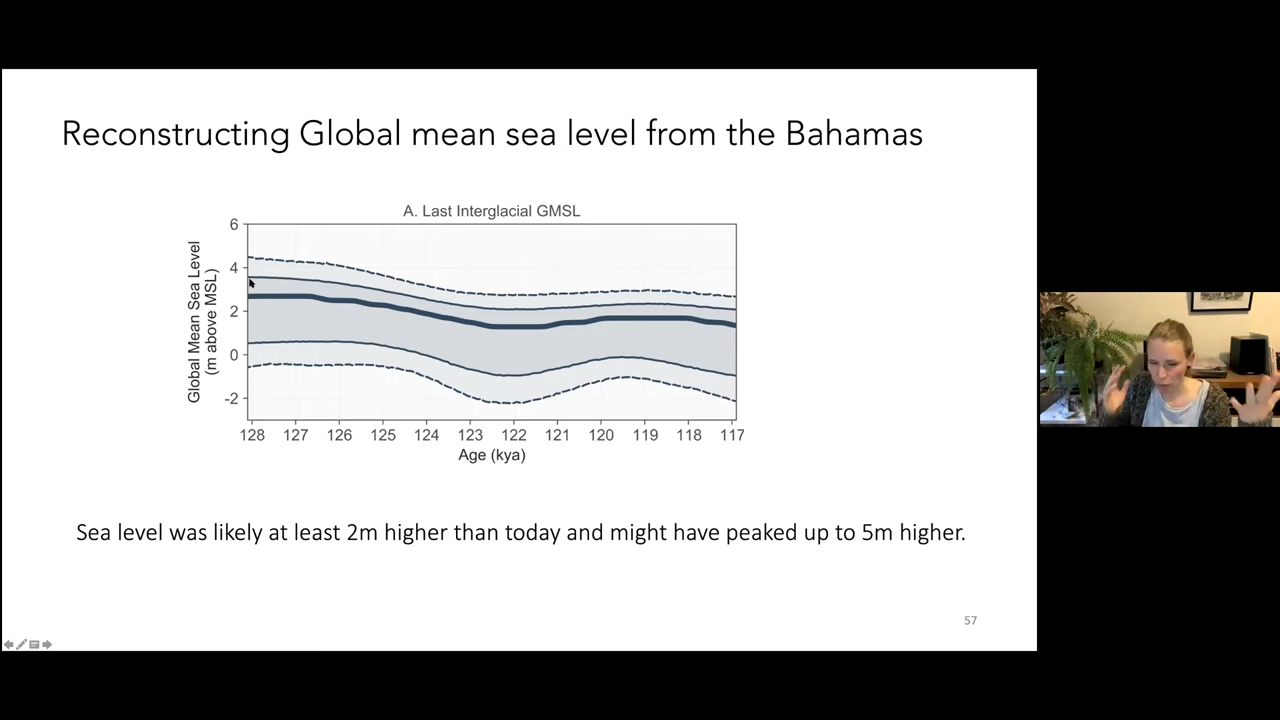 Reconstructing Global mean sea level from the Bahamas
A. Last Interglacial GMSL
Global Mean Sea Level
(m above MSL)
6
4
2
0
-2
128 127 126 125 124 123 122 121 120 119 118 117
Age (kya)
Sea level was likely at least 2m higher than today and might have peaked up to 5m higher.
57